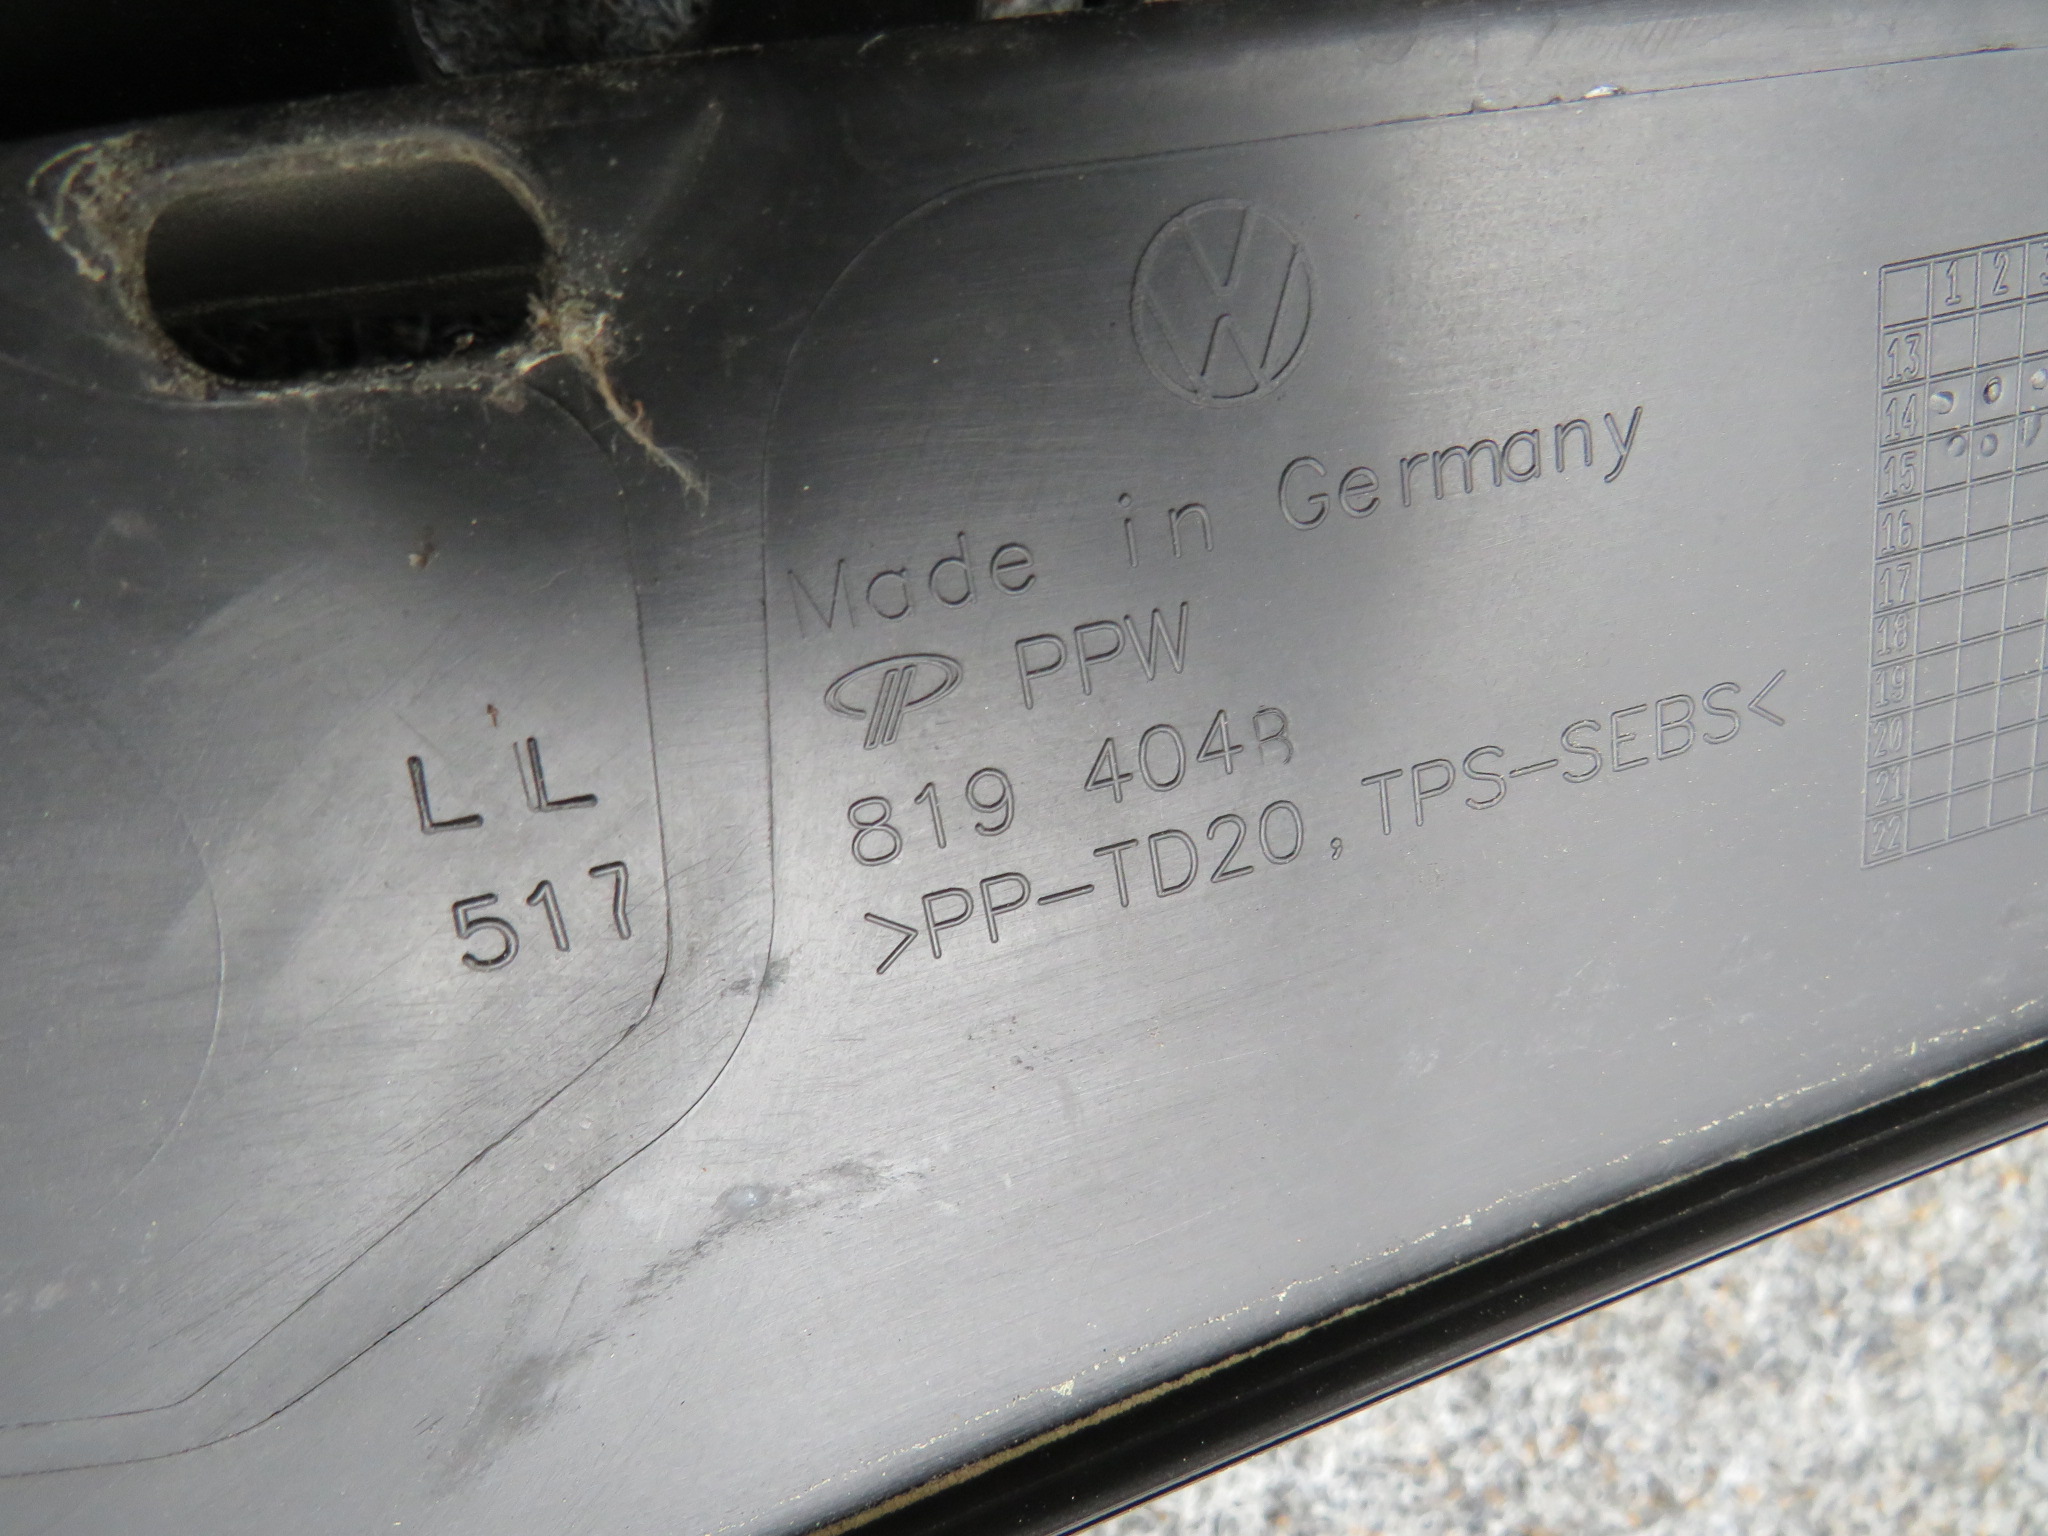 Made in Germany
PPW
819 404B
>PP-TD20, TPS-SEBS<
LL
517
1 2 3
13
14
15
16
17
18
19
20
21
22